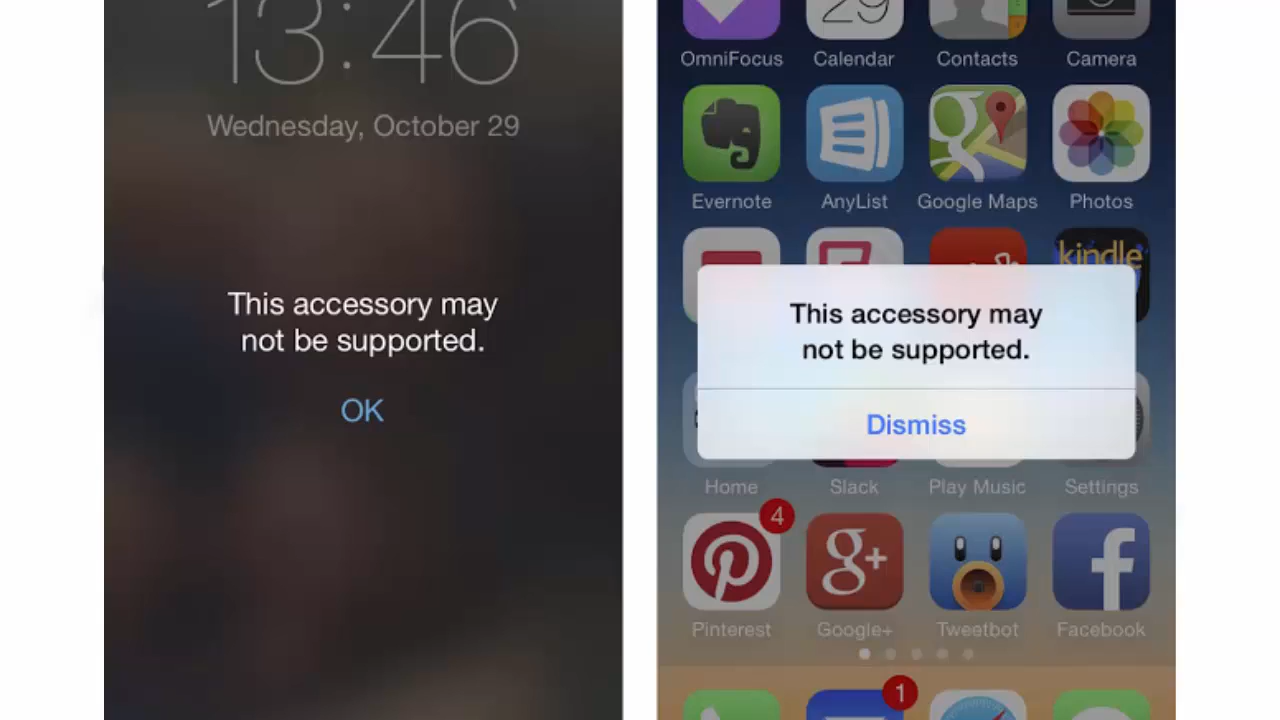 13:46
Wednesday, October 29
This accessory may
not be supported.
OK
29
OmniFocus Calendar Contacts Camera
Evernote AnyList Google Maps Photos
kindle
This accessory may
not be supported.
Dismiss
Home Slack Play Music Settings
4
g+
Pinterest Google+ Tweetbot Facebook
1